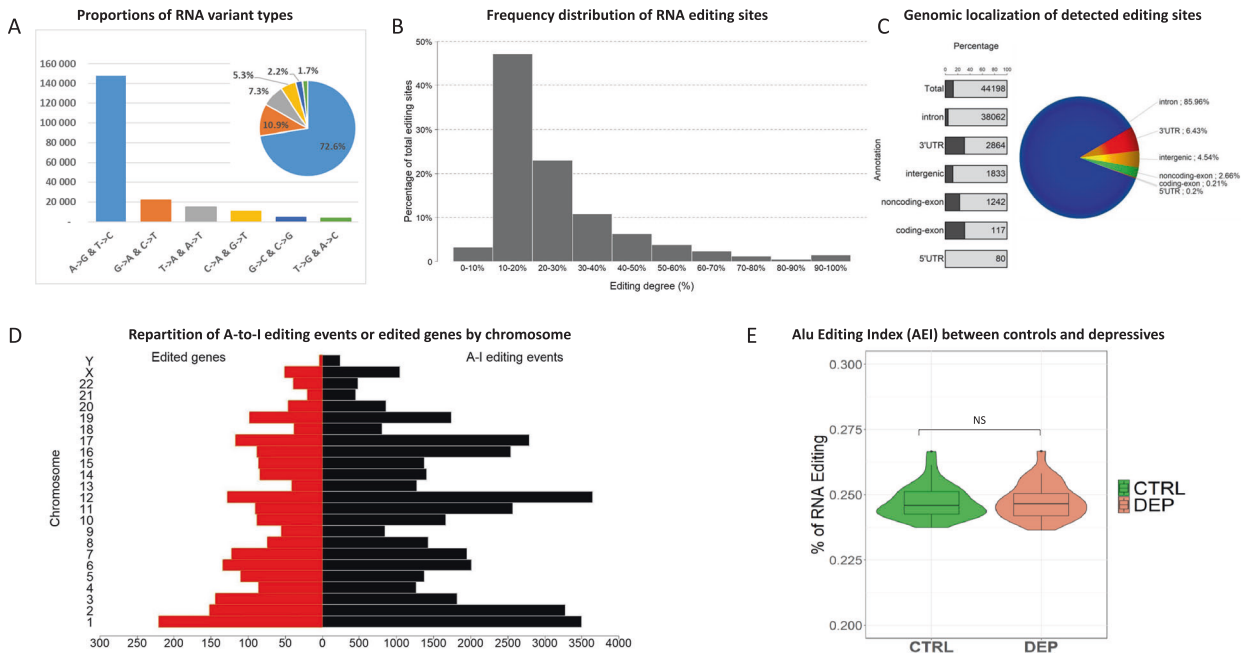 A
Proportions of RNA variant types
160 000
140 000
120 000
100 000
80 000
60 000
40 000
20 000
-
A->G & T->C
G->A & C->T
T->A & A->T
C->A & G->T
G->C & C->G
T->G & A->C
5.3%
2.2%
1.7%
7.3%
10.9%
72.6%
B
Frequency distribution of RNA editing sites
Percentage of total editing sites
50%
40%
30%
20%
10%
0
0-10%
10-20%
20-30%
30-40%
40-50%
50-60%
60-70%
70-80%
80-90%
90-100%
Editing degree (%)
C
Genomic localization of detected editing sites
Percentage
0 20 40 60 80 100
Annotation
Total 44198
intron 38062
3'UTR 2864
intergenic 1833
noncoding-exon 1242
coding-exon 117
5'UTR 80
intron ; 85.96%
3'UTR ; 6.43%
intergenic ; 4.54%
noncoding-exon ; 2.66%
coding-exon ; 0.21%
5'UTR ; 0.2%
D
Repartition of A-to-I editing events or edited genes by chromosome
Edited genes
A-I editing events
Chromosome
Y
X
22
21
20
19
18
17
16
15
14
13
12
11
10
9
8
7
6
5
4
3
2
1
300 200 100 50 0 500 1000 1500 2000 2500 3000 3500 4000
E
Alu Editing Index (AEI) between controls and depressives
% of RNA Editing
0.300
0.275
0.250
0.225
0.200
NS
CTRL
DEP
CTRL
DEP